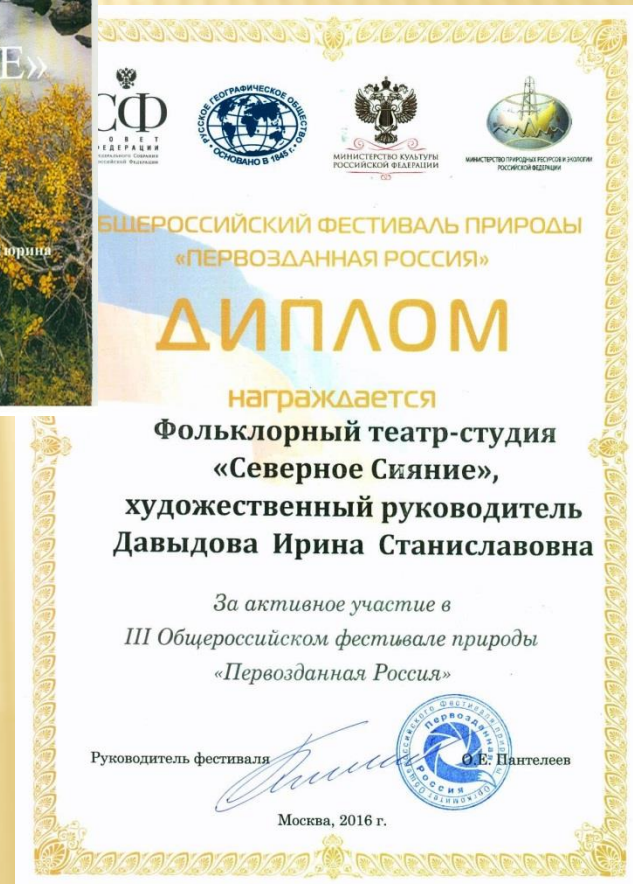 Е»
юрина
СФ
СОВЕТ
ФЕДЕРАЦИИ
РУССКОЕ ГЕОГРАФИЧЕСКОЕ ОБЩЕСТВО
• ОСНОВАНО В 1845 г. •
МИНИСТЕРСТВО КУЛЬТУРЫ
РОССИЙСКОЙ ФЕДЕРАЦИИ
МИНИСТЕРСТВО ПРИРОДНЫХ РЕСУРСОВ И ЭКОЛОГИИ
РОССИЙСКОЙ ФЕДЕРАЦИИ
БЩЕРОССИЙСКИЙ ФЕСТИВАЛЬ ПРИРОДЫ
«ПЕРВОЗДАННАЯ РОССИЯ»
ДИПЛОМ
награждается
Фольклорный театр-студия
«Северное Сияние»,
художественный руководитель
Давыдова Ирина Станиславовна
За активное участие в
III Общероссийском фестивале природы
«Первозданная Россия»
Руководитель фестиваля
О.Е. Пантелеев
Первозданная Россия
Москва, 2016 г.